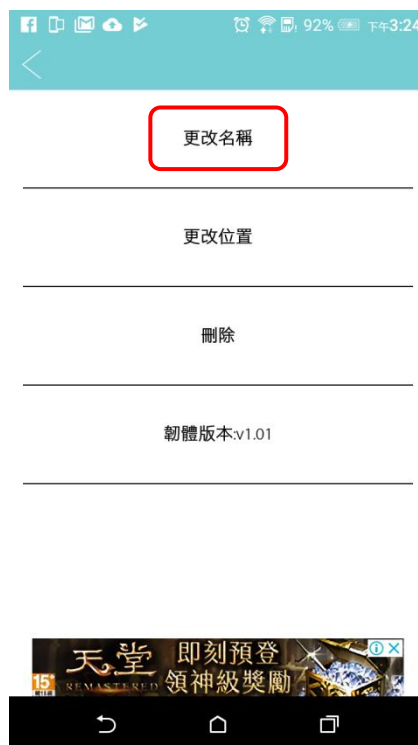 92% 下午3:24
更改名稱
更改位置
刪除
韌體版本:v1.01
天堂 即刻預登
REMASTERED 領神級獎勵
15+